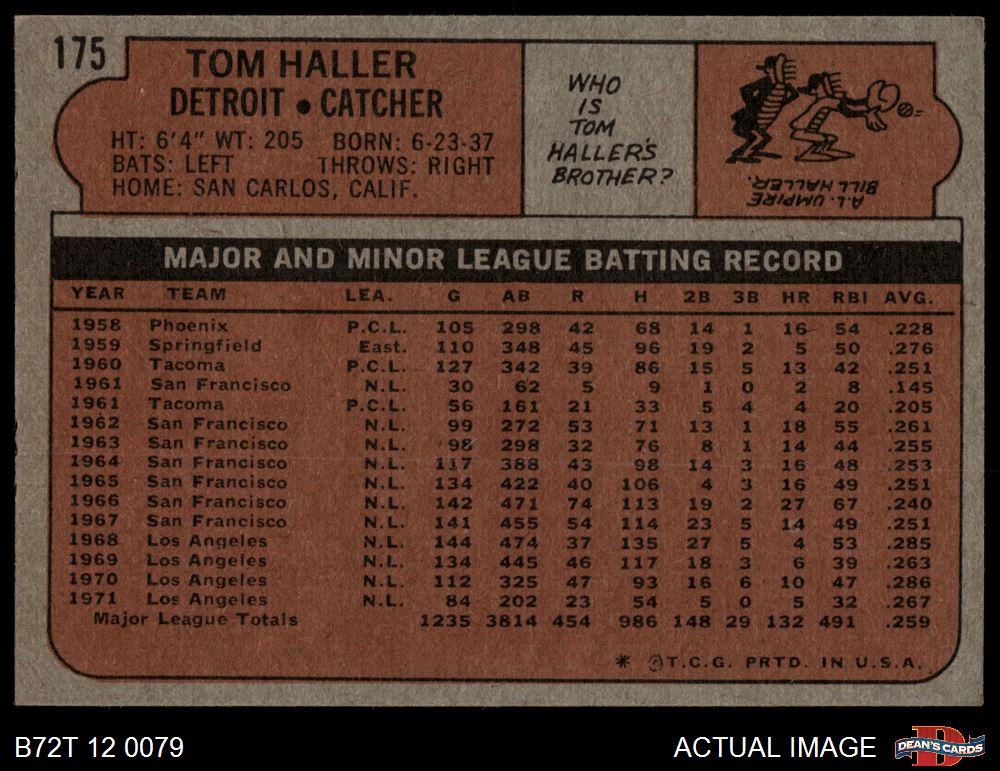 175
TOM HALLER
DETROIT • CATCHER
HT: 6'4" WT: 205 BORN: 6-23-37
BATS: LEFT THROWS: RIGHT
HOME: SAN CARLOS, CALIF.
WHO
IS
TOM
HALLER'S
BROTHER?
A.L. UMPIRE
BILL HALLER.
MAJOR AND MINOR LEAGUE BATTING RECORD
YEAR TEAM LEA. G AB R H 2B 3B HR RBI AVG.
1958 Phoenix P.C.L. 105 298 42 68 14 1 16 54 .228
1959 Springfield East. 110 348 45 96 19 2 5 50 .276
1960 Tacoma P.C.L. 127 342 39 86 15 5 13 42 .251
1961 San Francisco N.L. 30 62 5 9 1 0 2 8 .145
1961 Tacoma P.C.L. 56 161 21 33 5 4 4 20 .205
1962 San Francisco N.L. 99 272 53 71 13 1 18 55 .261
1963 San Francisco N.L. 98 298 32 76 8 1 14 44 .255
1964 San Francisco N.L. 117 388 43 98 14 3 16 48 .253
1965 San Francisco N.L. 134 422 40 106 4 3 16 49 .251
1966 San Francisco N.L. 142 471 74 113 19 2 27 67 .240
1967 San Francisco N.L. 141 455 54 114 23 5 14 49 .251
1968 Los Angeles N.L. 144 474 37 135 27 5 4 53 .285
1969 Los Angeles N.L. 134 445 46 117 18 3 6 39 .263
1970 Los Angeles N.L. 112 325 47 93 16 6 10 47 .286
1971 Los Angeles N.L. 84 202 23 54 5 0 5 32 .267
Major League Totals 1235 3814 454 986 148 29 132 491 .259
* ©T.C.G. PRTD. IN U.S.A.
B72T 12 0079
ACTUAL IMAGE
DEAN'S CARDS